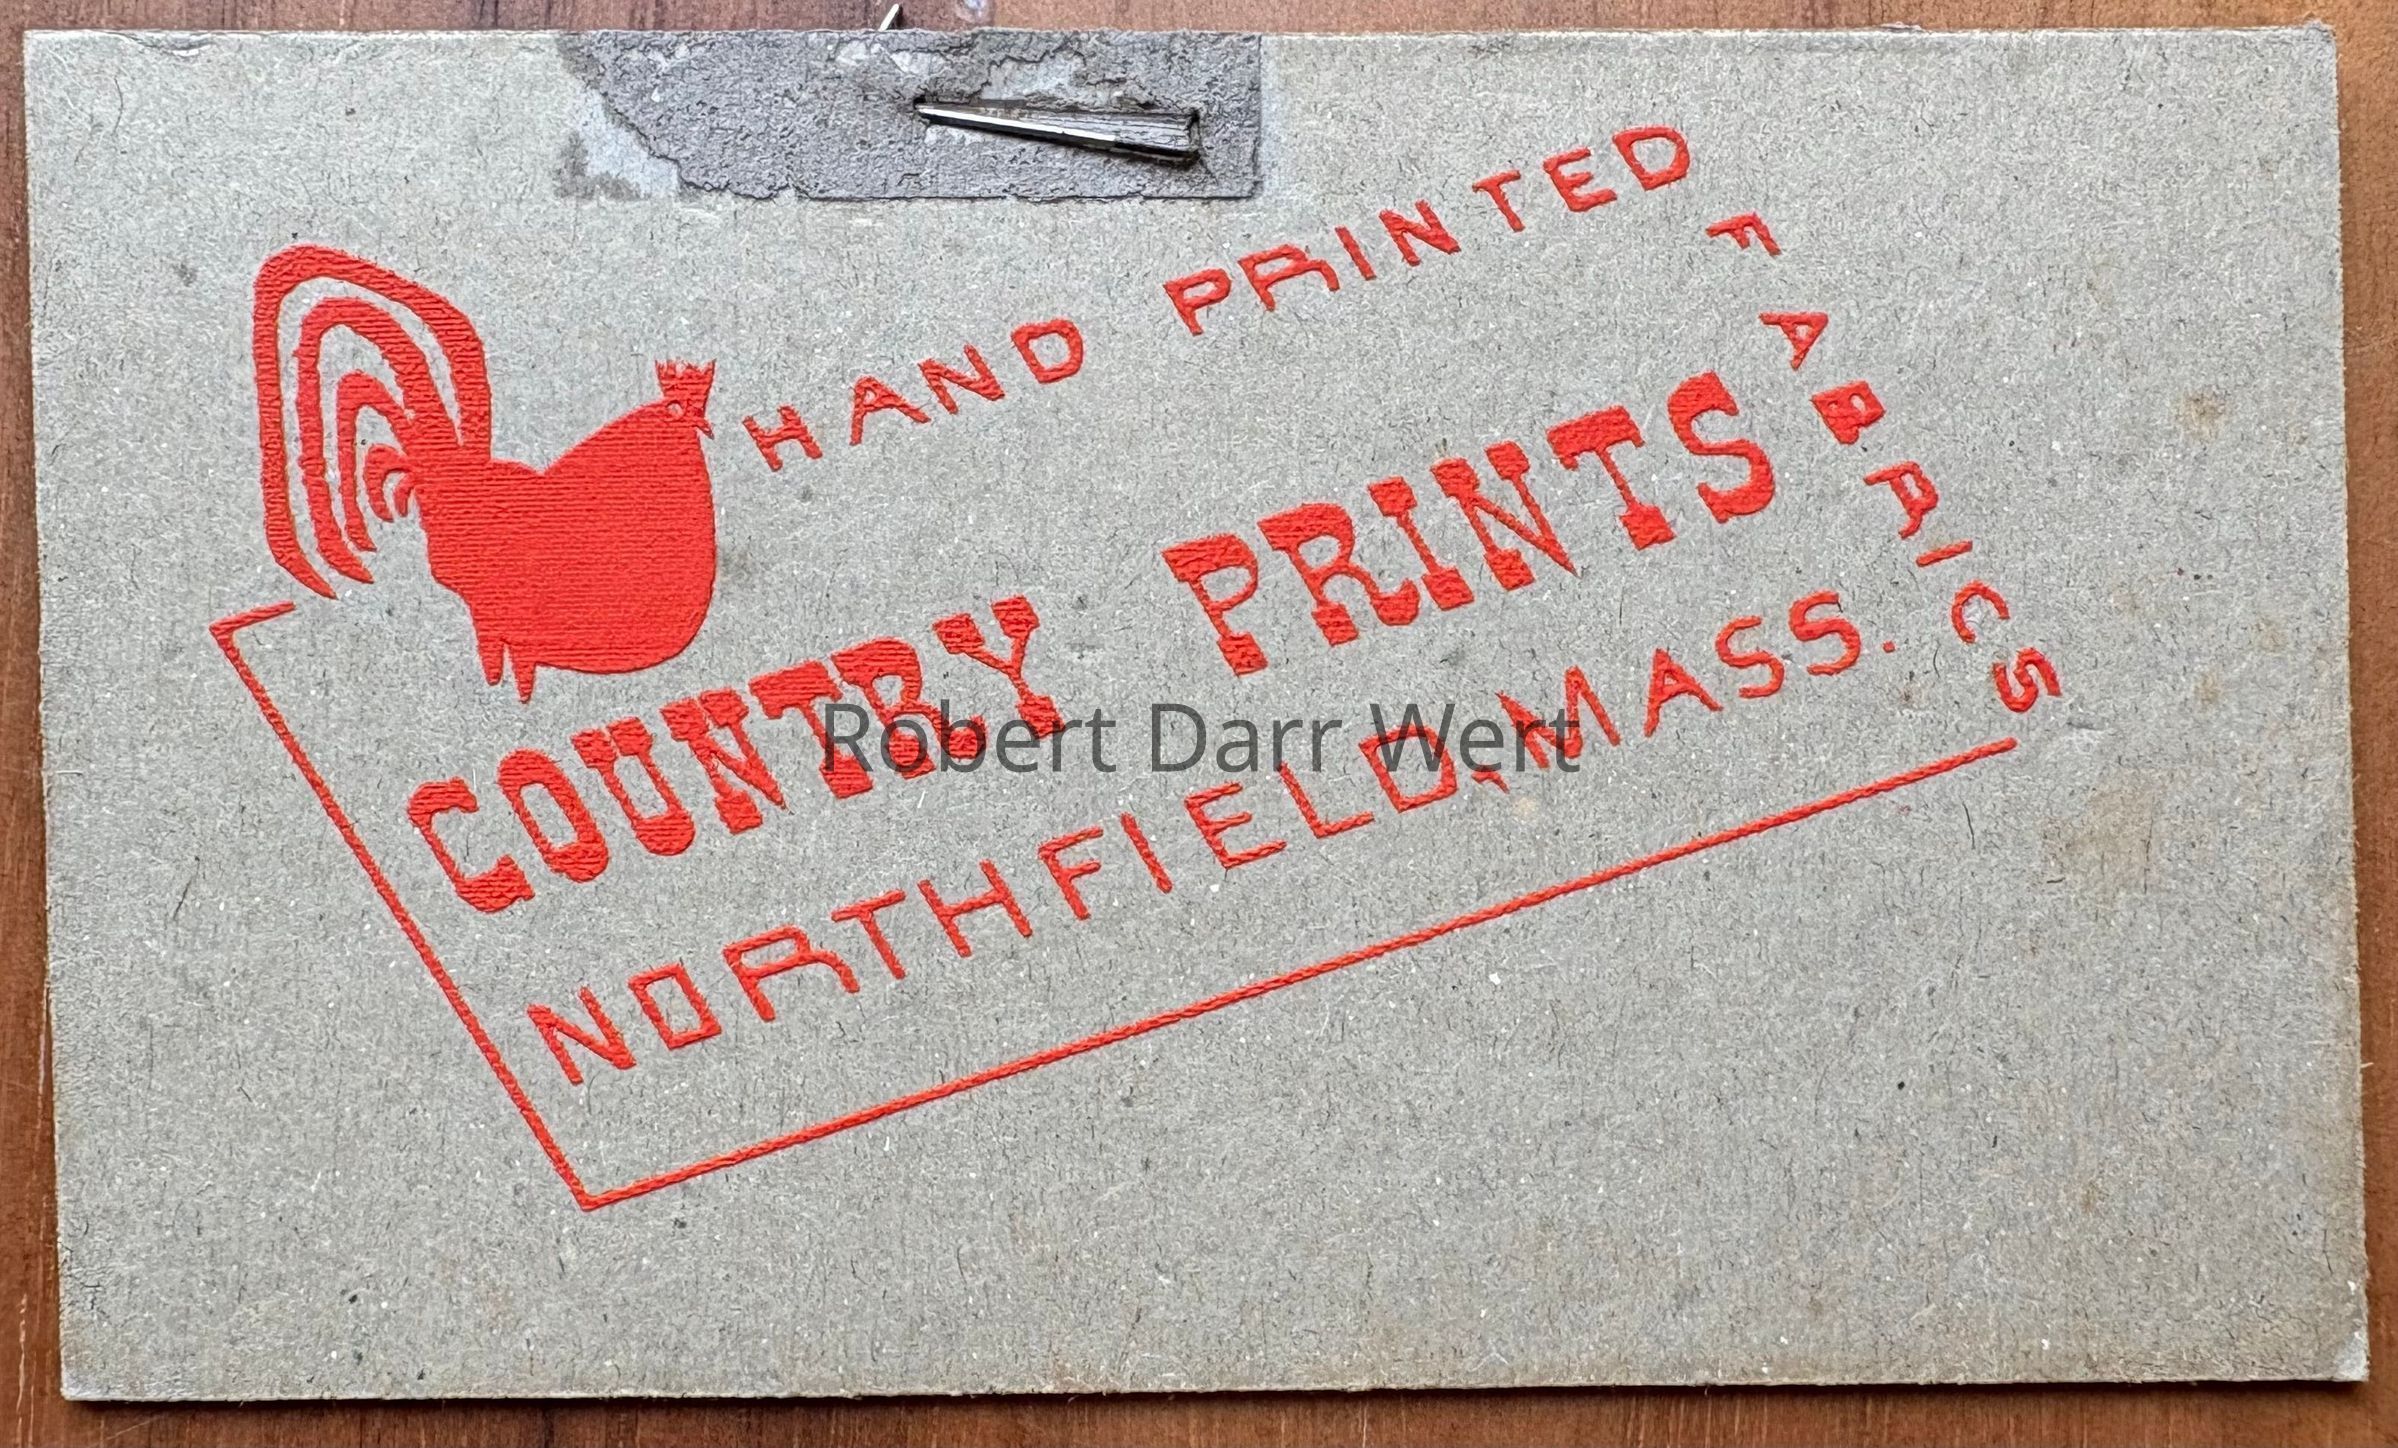 HAND PRINTED
FABRICS
COUNTRY PRINTS
NORTHFIELD, MASS.
Robert Darr Wert